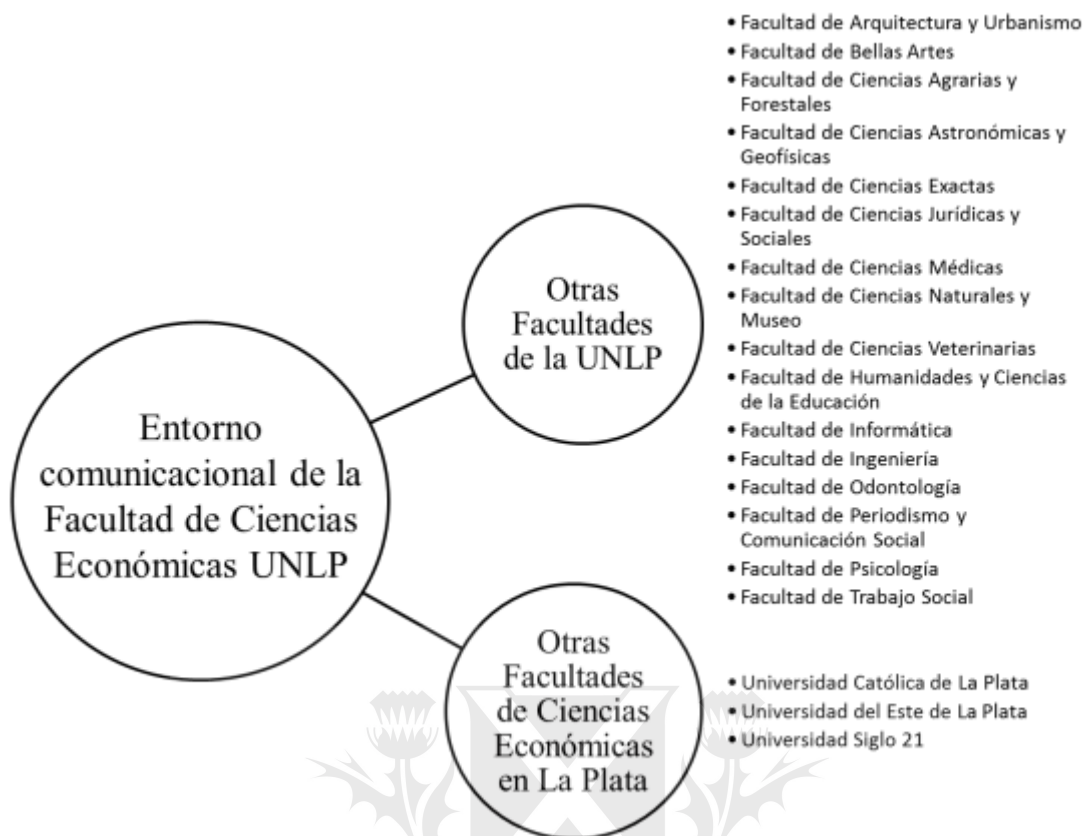 Entorno
comunicacional de la
Facultad de Ciencias
Económicas UNLP
Otras
Facultades
de la UNLP
• Facultad de Arquitectura y Urbanismo
• Facultad de Bellas Artes
• Facultad de Ciencias Agrarias y
Forestales
• Facultad de Ciencias Astronómicas y
Geofísicas
• Facultad de Ciencias Exactas
• Facultad de Ciencias Jurídicas y
Sociales
• Facultad de Ciencias Médicas
• Facultad de Ciencias Naturales y
Museo
• Facultad de Ciencias Veterinarias
• Facultad de Humanidades y Ciencias
de la Educación
• Facultad de Informática
• Facultad de Ingeniería
• Facultad de Odontología
• Facultad de Periodismo y
Comunicación Social
• Facultad de Psicología
• Facultad de Trabajo Social
Otras
Facultades
de Ciencias
Económicas
en La Plata
• Universidad Católica de La Plata
• Universidad del Este de La Plata
• Universidad Siglo 21